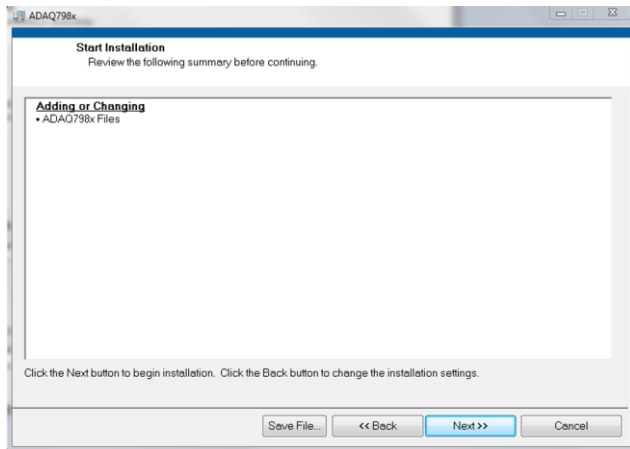 ADAQ798x
Start Installation
Review the following summary before continuing.
Adding or Changing
• ADAQ798x Files
Click the Next button to begin installation. Click the Back button to change the installation settings.
Save File... << Back Next >> Cancel